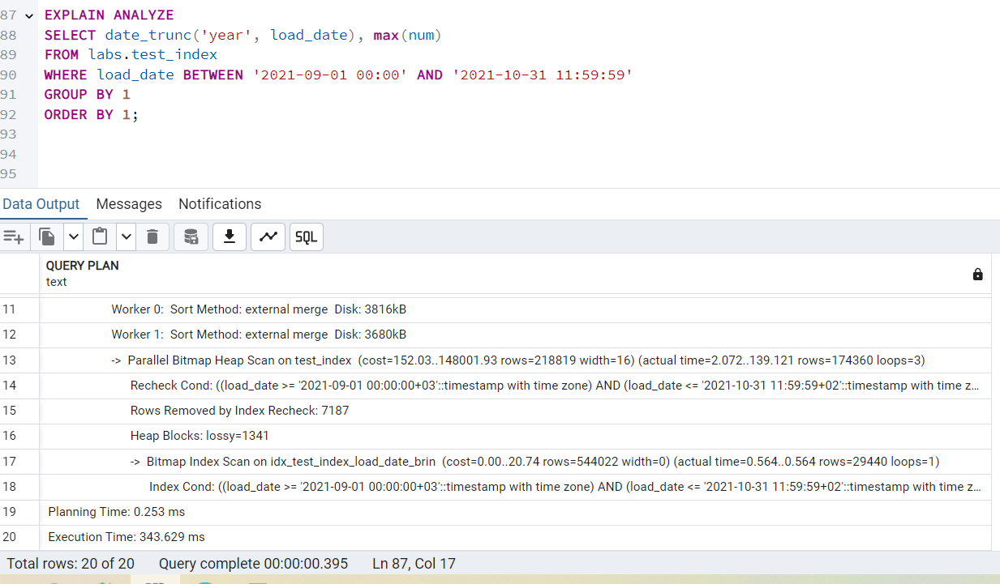 87 EXPLAIN ANALYZE
88 SELECT date_trunc('year', load_date), max(num)
89 FROM labs.test_index
90 WHERE load_date BETWEEN '2021-09-01 00:00' AND '2021-10-31 11:59:59'
91 GROUP BY 1
92 ORDER BY 1;
93
94
95
Data Output Messages Notifications
SQL
QUERY PLAN
text
11 Worker 0: Sort Method: external merge Disk: 3816kB
12 Worker 1: Sort Method: external merge Disk: 3680kB
13 -> Parallel Bitmap Heap Scan on test_index (cost=152.03..148001.93 rows=218819 width=16) (actual time=2.072..139.121 rows=174360 loops=3)
14 Recheck Cond: ((load_date >= '2021-09-01 00:00:00+03'::timestamp with time zone) AND (load_date <= '2021-10-31 11:59:59+02'::timestamp with time z...
15 Rows Removed by Index Recheck: 7187
16 Heap Blocks: lossy=1341
17 -> Bitmap Index Scan on idx_test_index_load_date_brin (cost=0.00..20.74 rows=544022 width=0) (actual time=0.564..0.564 rows=29440 loops=1)
18 Index Cond: ((load_date >= '2021-09-01 00:00:00+03'::timestamp with time zone) AND (load_date <= '2021-10-31 11:59:59+02'::timestamp with time z...
19 Planning Time: 0.253 ms
20 Execution Time: 343.629 ms
Total rows: 20 of 20 Query complete 00:00:00.395 Ln 87, Col 17